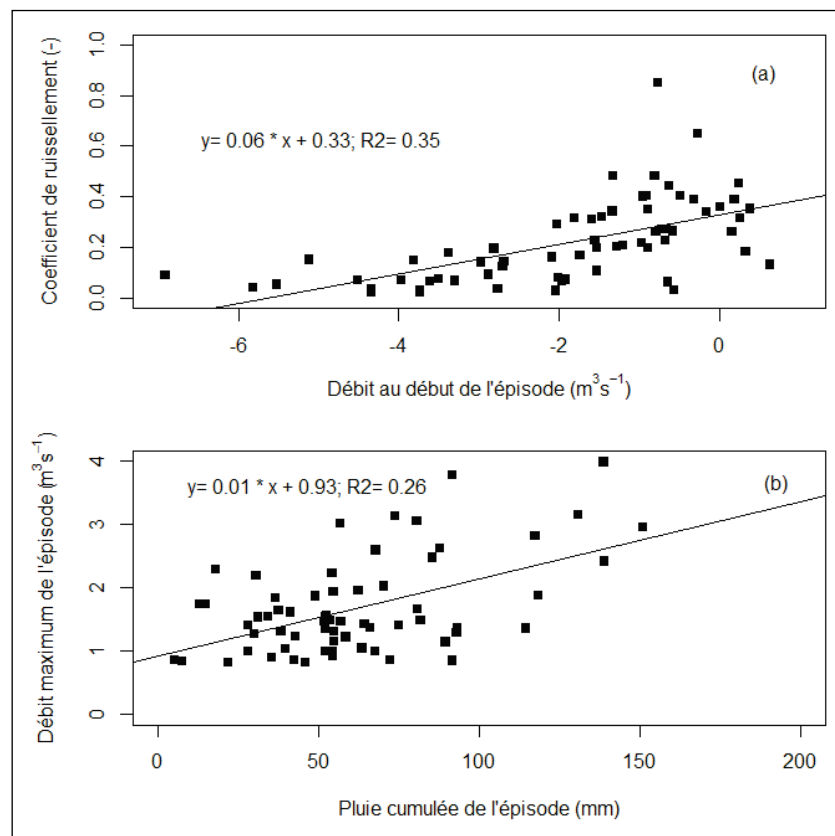 Coefficient de ruissellement (-)
1.0
0.8
0.6
0.4
0.2
0.0
(a)
y= 0.06 * x + 0.33; R2= 0.35
-6
-4
-2
0
Débit au début de l'épisode (m³s⁻¹)
Débit maximum de l'épisode (m³s⁻¹)
4
3
2
1
0
y= 0.01 * x + 0.93; R2= 0.26
(b)
0
50
100
150
200
Pluie cumulée de l'épisode (mm)